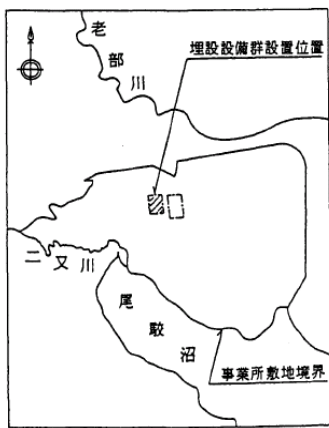 老部川
埋設設備群設置位置
二又川
尾駮沼
事業所敷地境界